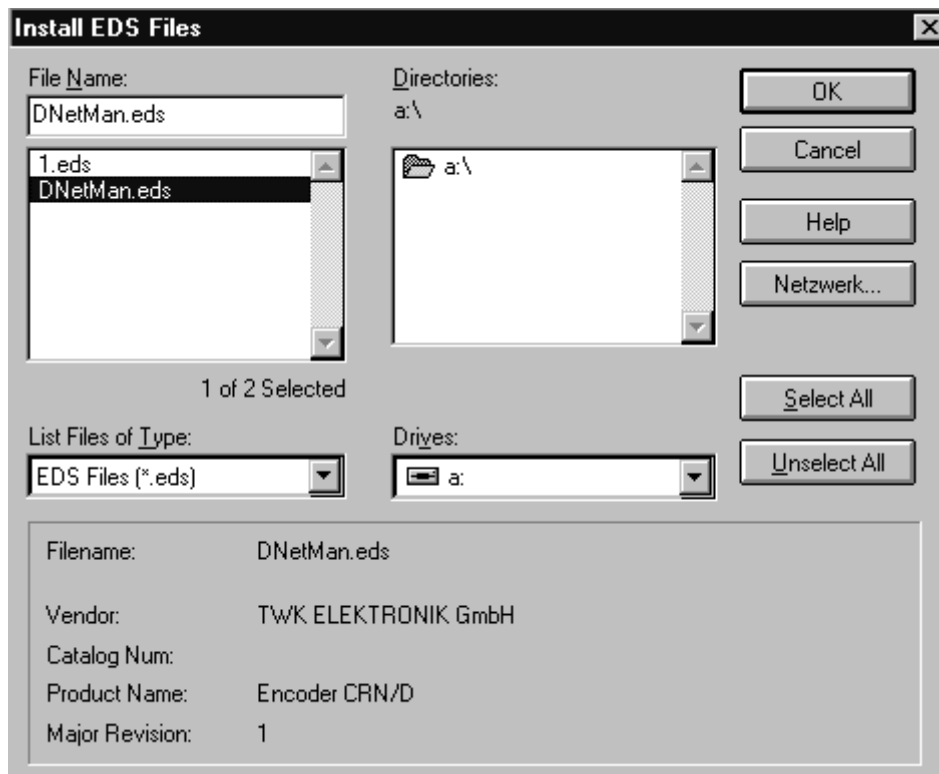 Install EDS Files
File Name:
DNetMan.eds
1.eds
DNetMan.eds
1 of 2 Selected
List Files of Type:
EDS Files (*.eds)
Directories:
a:\
a:\
Drives:
a:
OK
Cancel
Help
Netzwerk...
Select All
Unselect All
Filename: DNetMan.eds
Vendor: TWK ELEKTRONIK GmbH
Catalog Num:
Product Name: Encoder CRN/D
Major Revision: 1